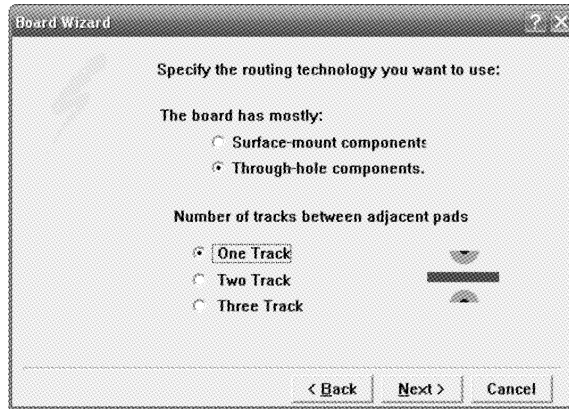 Board Wizard
Specify the routing technology you want to use:
The board has mostly:
Surface-mount components
Through-hole components.
Number of tracks between adjacent pads
One Track
Two Track
Three Track
< Back Next > Cancel